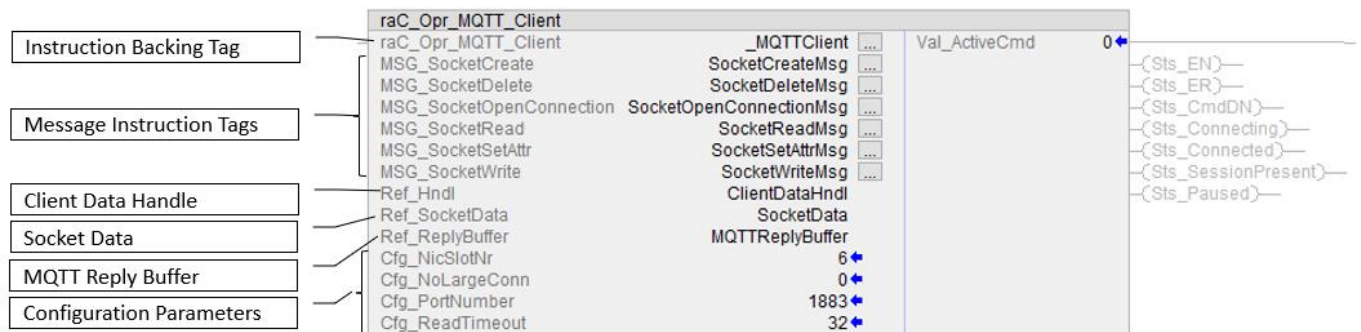 raC_Opr_MQTT_Client
Instruction Backing Tag
raC_Opr_MQTT_Client _MQTTClient ... Val_ActiveCmd 0
MSG_SocketCreate SocketCreateMsg ... (Sts_EN)
MSG_SocketDelete SocketDeleteMsg ... (Sts_ER)
MSG_SocketOpenConnection SocketOpenConnectionMsg ... (Sts_CmdDN)
Message Instruction Tags
MSG_SocketRead SocketReadMsg ... (Sts_Connecting)
MSG_SocketSetAttr SocketSetAttrMsg ... (Sts_Connected)
MSG_SocketWrite SocketWriteMsg ... (Sts_SessionPresent)
Client Data Handle
Ref_Hndl ClientDataHndl (Sts_Paused)
Socket Data
Ref_SocketData SocketData
MQTT Reply Buffer
Ref_ReplyBuffer MQTTReplyBuffer
Configuration Parameters
Cfg_NicSlotNr 6
Cfg_NoLargeConn 0
Cfg_PortNumber 1883
Cfg_ReadTimeout 32